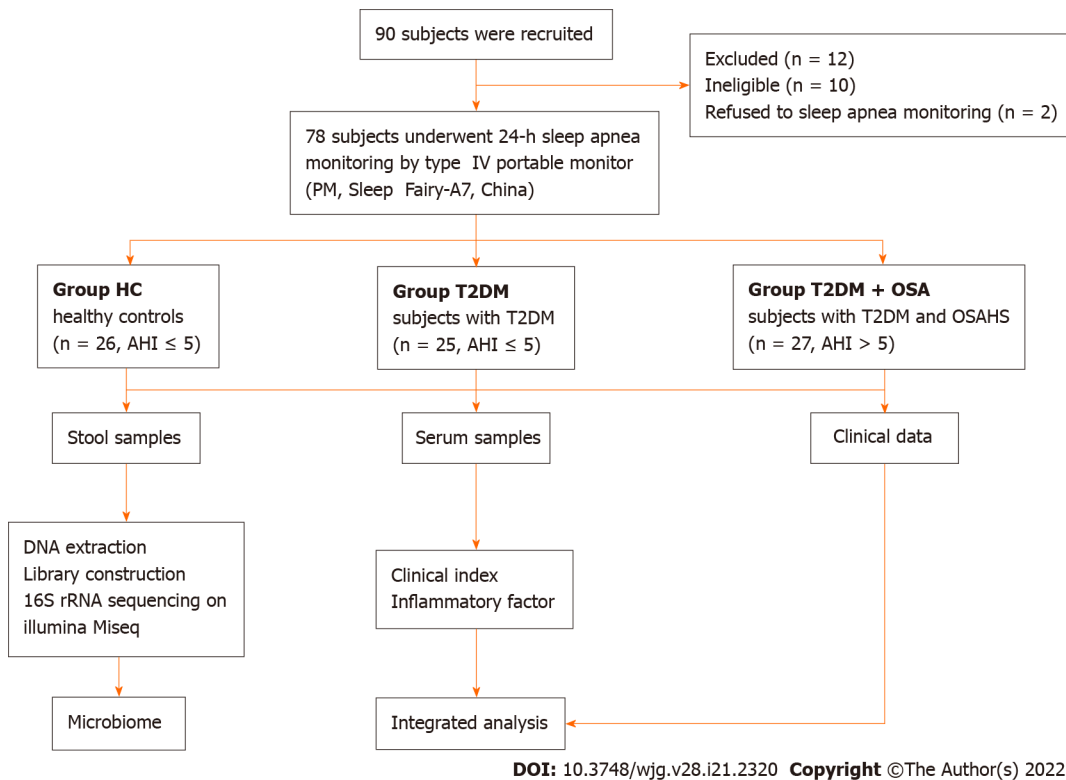 90 subjects were recruited
Excluded (n = 12)
Ineligible (n = 10)
Refused to sleep apnea monitoring (n = 2)
78 subjects underwent 24-h sleep apnea
monitoring by type IV portable monitor
(PM, Sleep Fairy-A7, China)
Group HC
healthy controls
(n = 26, AHI ≤ 5)
Group T2DM
subjects with T2DM
(n = 25, AHI ≤ 5)
Group T2DM + OSA
subjects with T2DM and OSAHS
(n = 27, AHI > 5)
Stool samples
Serum samples
Clinical data
DNA extraction
Library construction
16S rRNA sequencing on
illumina Miseq
Clinical index
Inflammatory factor
Microbiome
Integrated analysis
DOI: 10.3748/wjg.v28.i21.2320 Copyright ©The Author(s) 2022